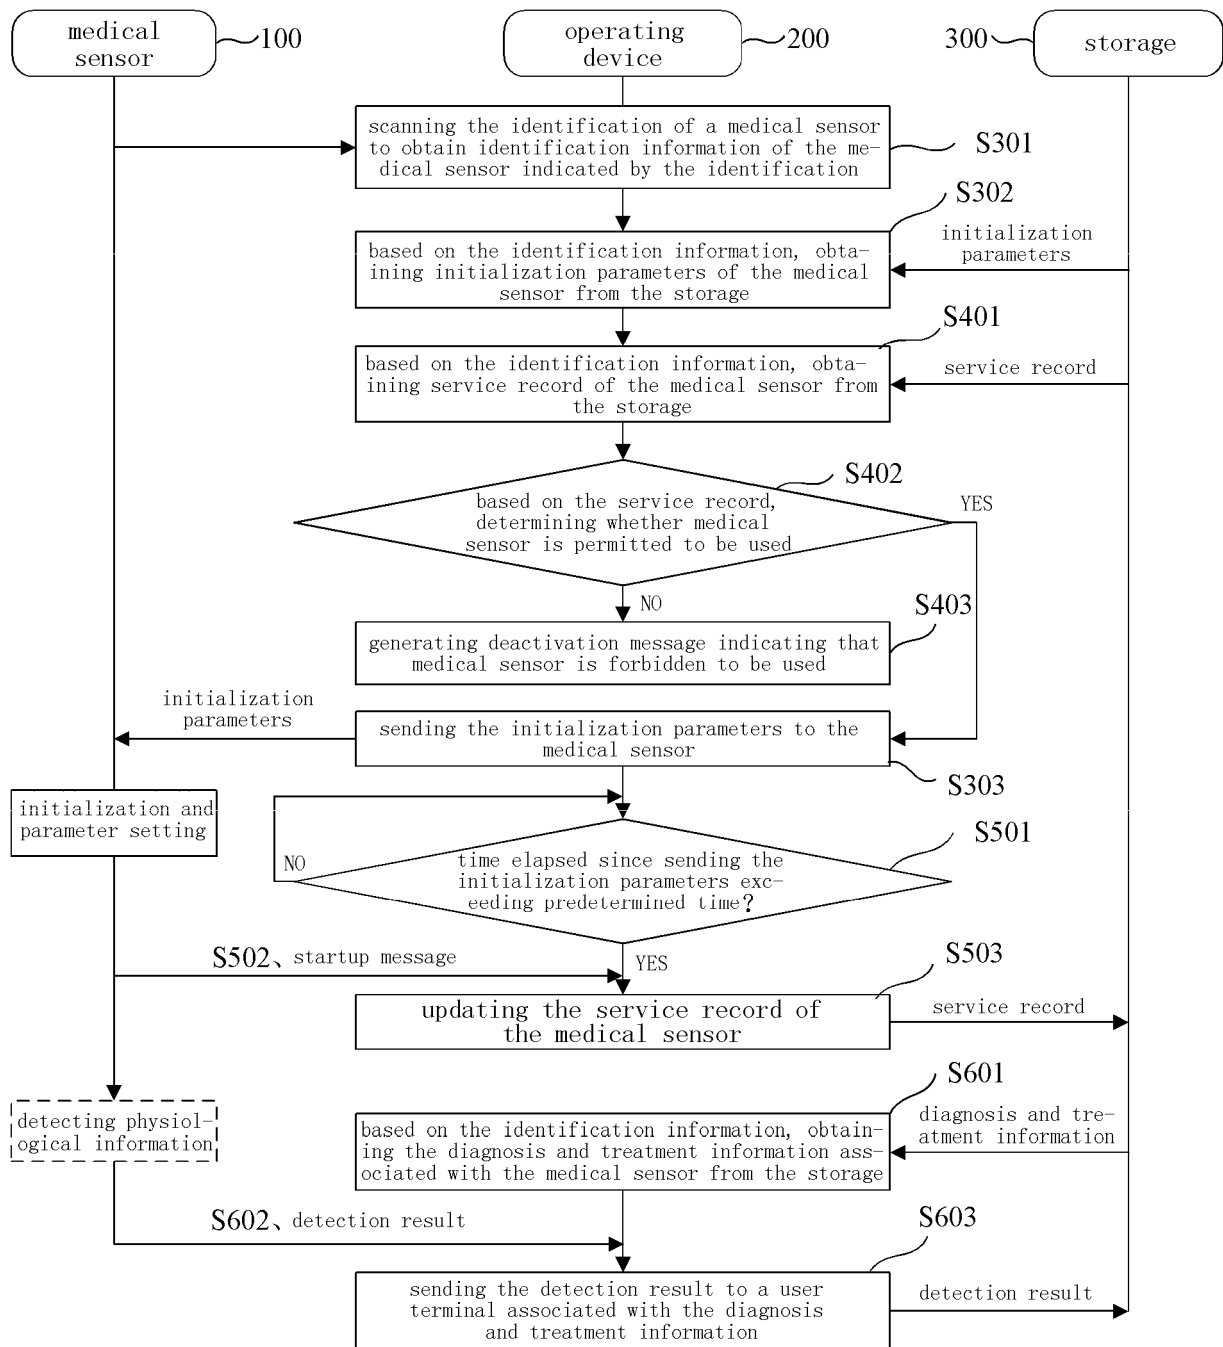 medical
sensor
100
operating
device
200
300
storage
scanning the identification of a medical sensor
to obtain identification information of the me-
dical sensor indicated by the identification
S301
S302
based on the identification information, obta-
ining initialization parameters of the medical
sensor from the storage
initialization
parameters
S401
based on the identification information, obta-
ining service record of the medical sensor from
the storage
service record
S402
based on the service record,
determining whether medical
sensor is permitted to be used
YES
NO
S403
generating deactivation message indicating that
medical sensor is forbidden to be used
initialization
parameters
sending the initialization parameters to the
medical sensor
S303
initialization and
parameter setting
S501
NO
time elapsed since sending the
initialization parameters exc-
eeding predetermined time?
S502、startup message
YES
S503
updating the service record of
the medical sensor
service record
S601
detecting physiol-
ogical information
based on the identification information, obtain-
ing the diagnosis and treatment information ass-
ociated with the medical sensor from the storage
diagnosis and tre-
atment information
S602、detection result
S603
sending the detection result to a user
terminal associated with the diagnosis
and treatment information
detection result